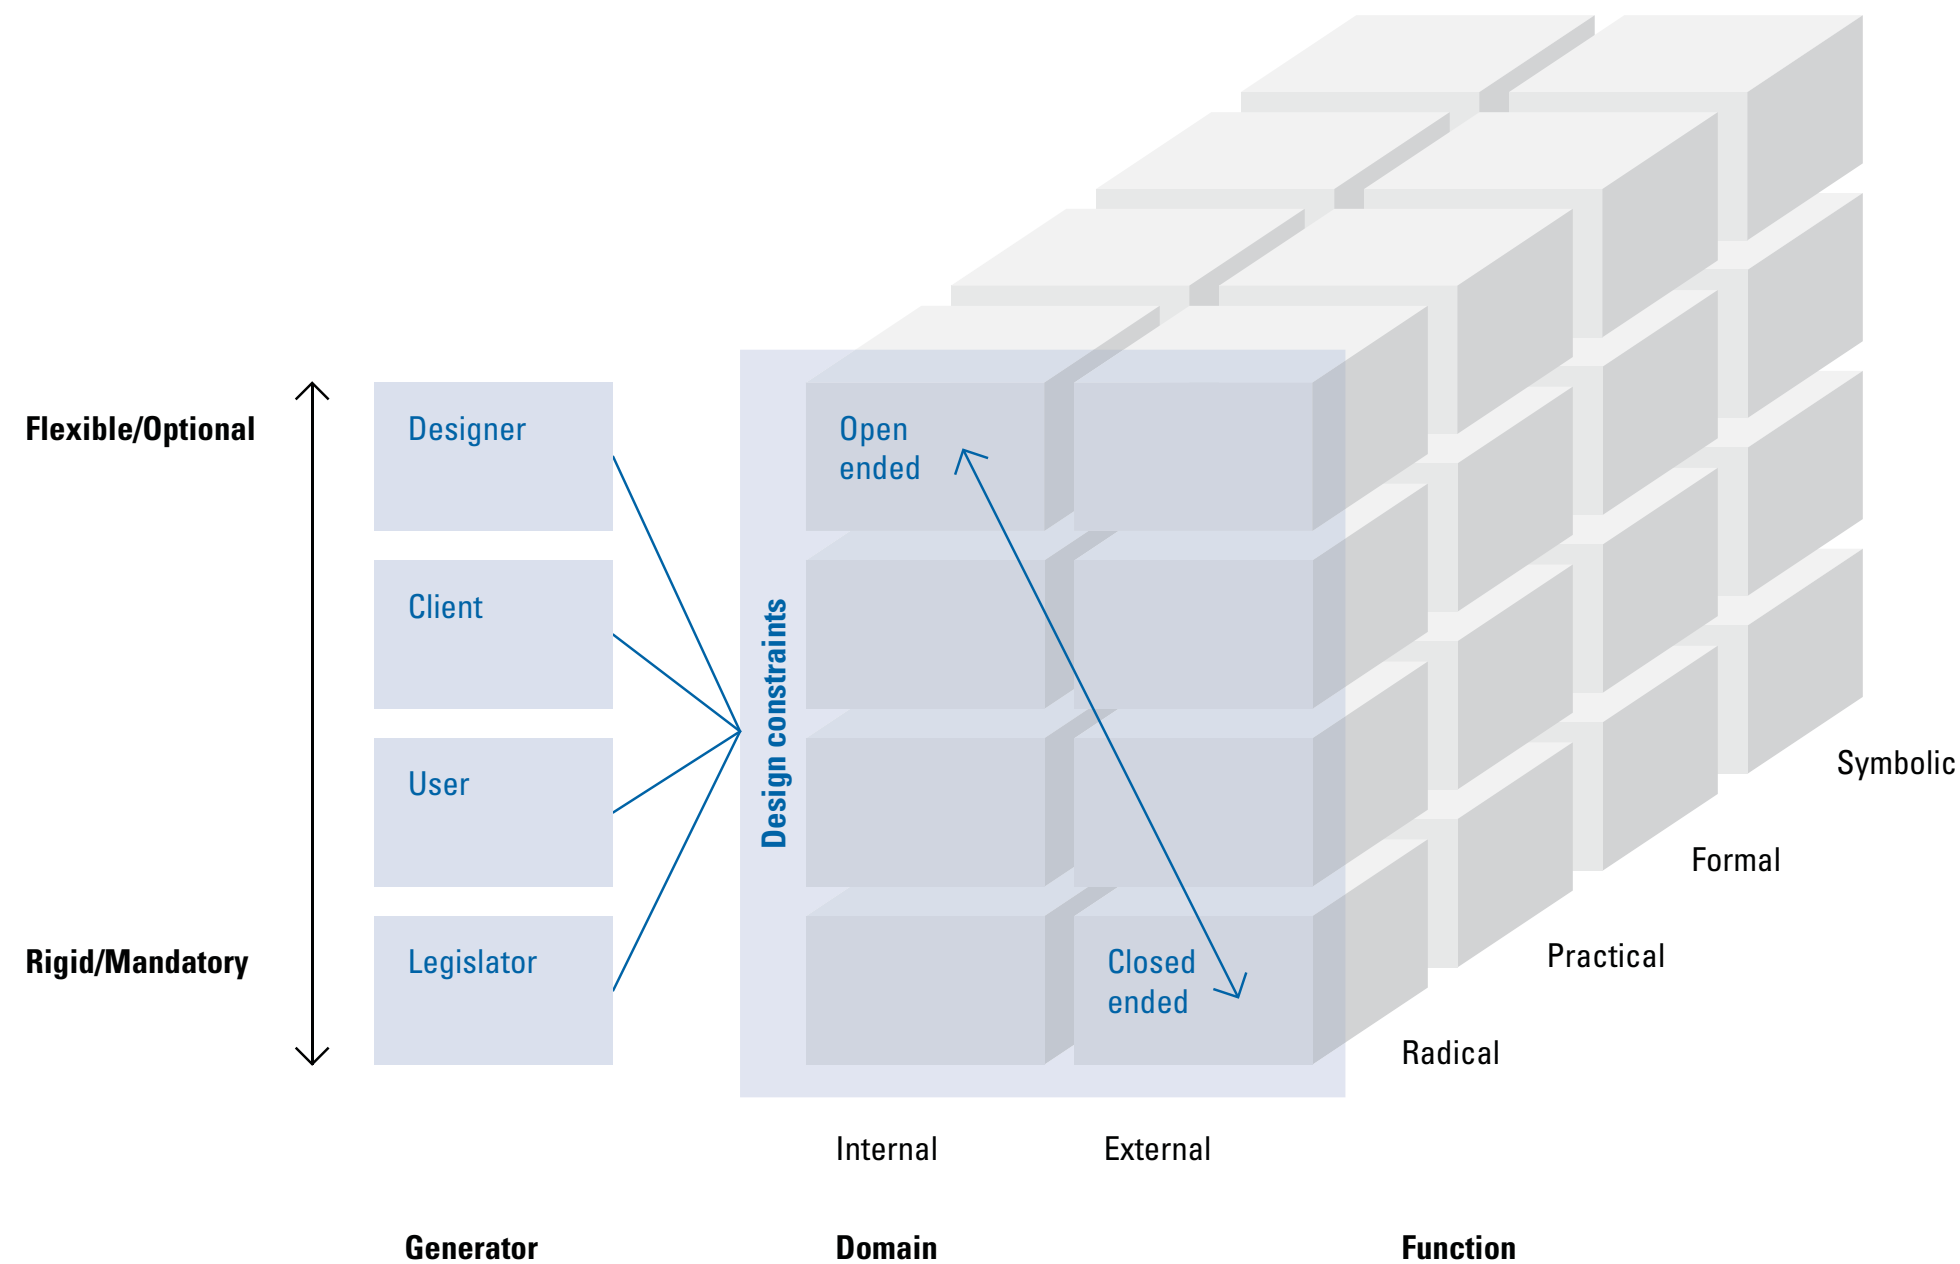 Flexible/Optional
Designer
Open
ended
Client
Design constraints
User
Symbolic
Formal
Rigid/Mandatory
Legislator
Closed
ended
Practical
Radical
Internal
External
Generator
Domain
Function